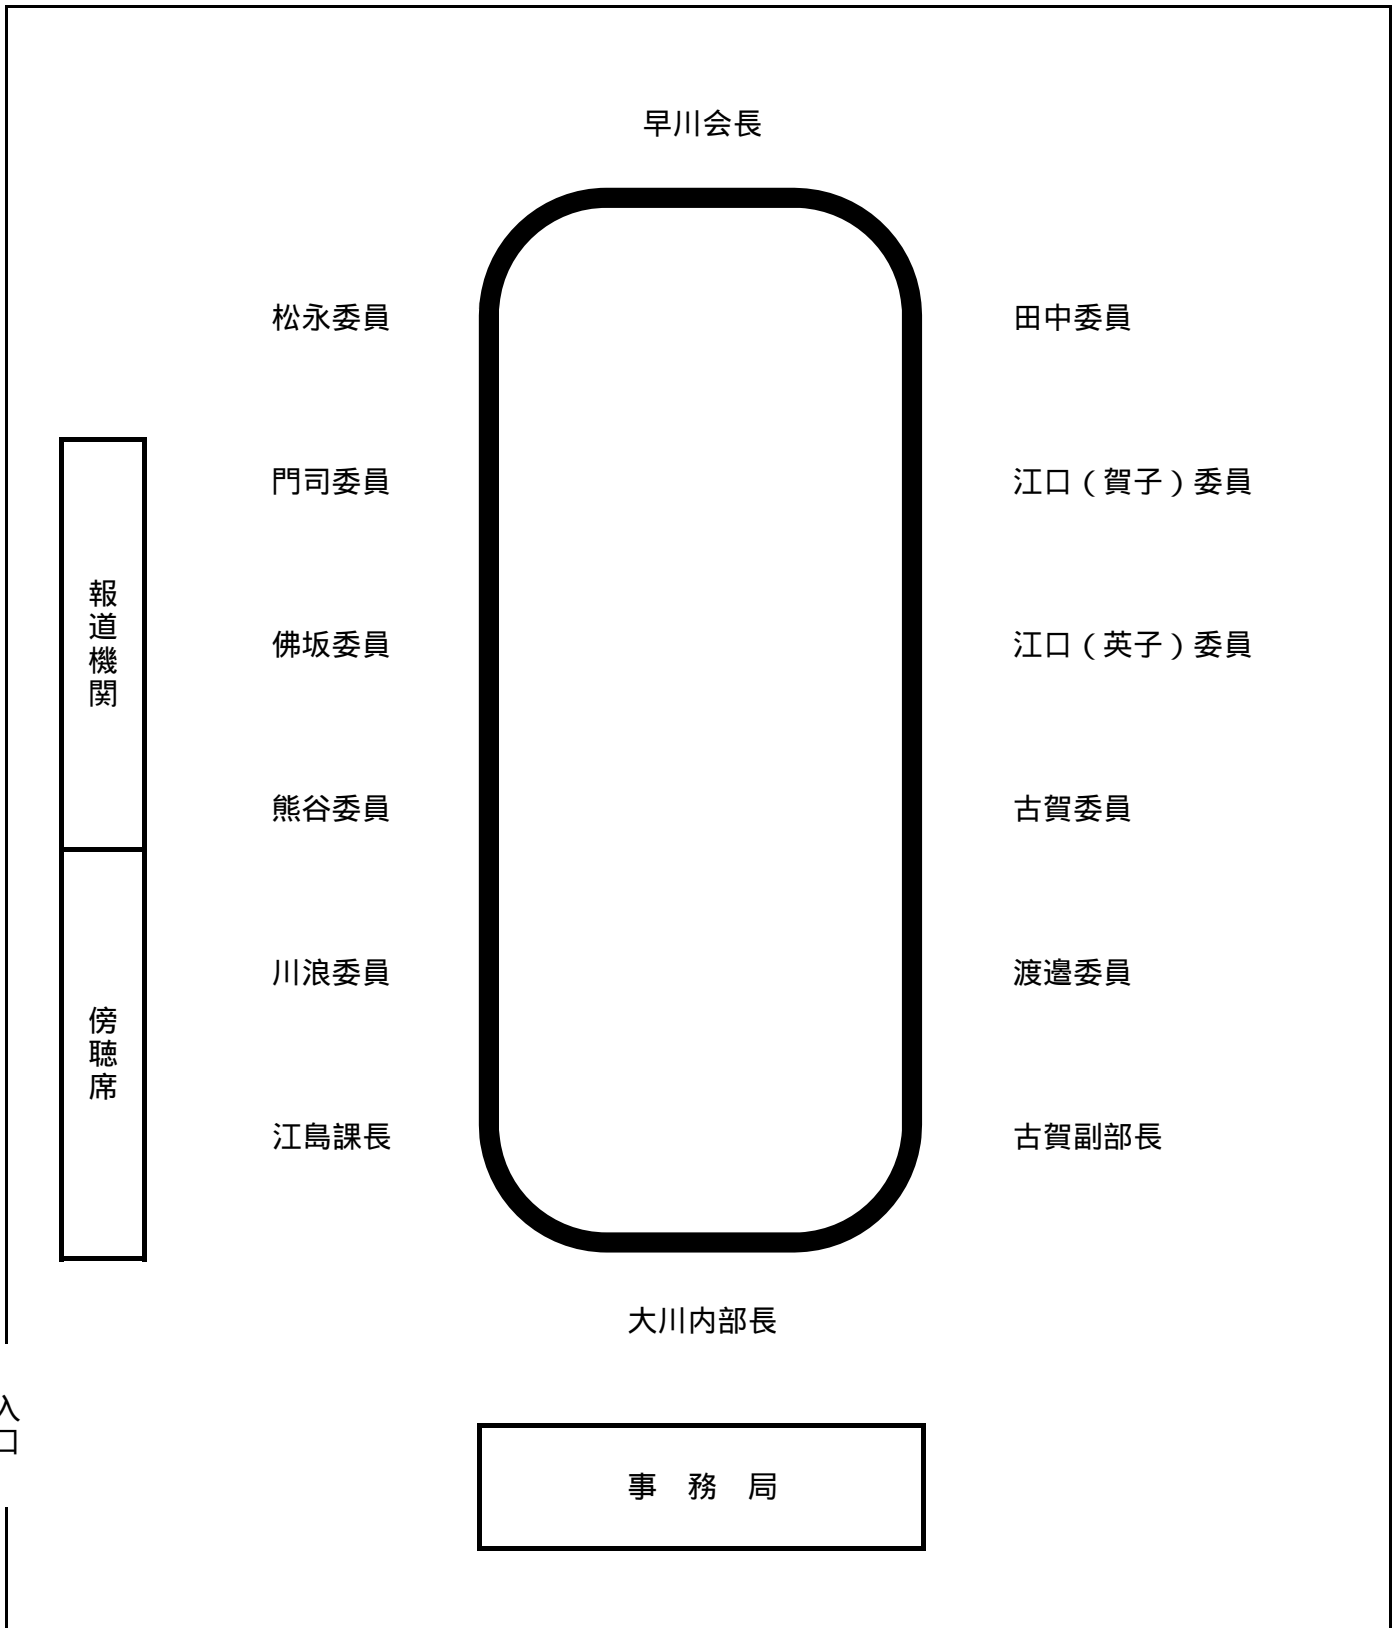 早川会長
松永委員
田中委員
門司委員
江口（賀子）委員
報道機関
佛坂委員
江口（英子）委員
熊谷委員
古賀委員
川浪委員
渡邉委員
傍聴席
江島課長
古賀副部長
大川内部長
入口
事　務　局